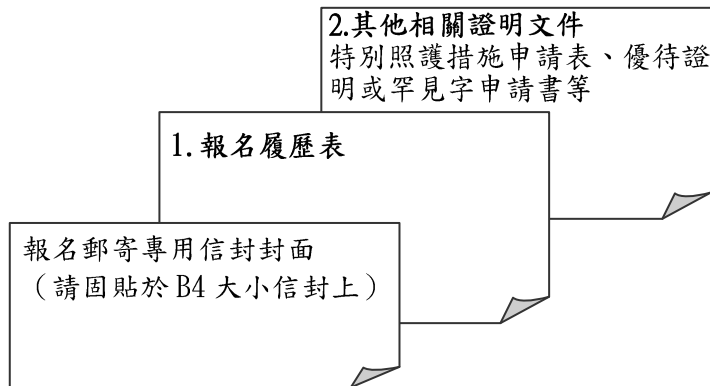 2.其他相關證明文件
特別照護措施申請表、優待證
明或罕見字申請書等
1.報名履歷表
報名郵寄專用信封封面
（請固貼於 B4 大小信封上）